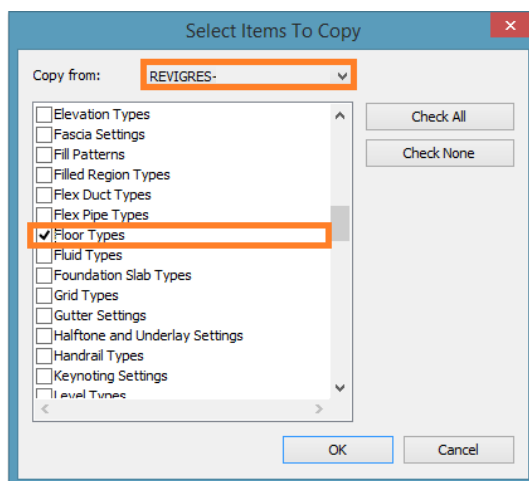 Select Items To Copy
Copy from: REVIGRES-
Elevation Types
Fascia Settings
Fill Patterns
Filled Region Types
Flex Duct Types
Flex Pipe Types
Floor Types
Fluid Types
Foundation Slab Types
Grid Types
Gutter Settings
Halftone and Underlay Settings
Handrail Types
Keynoting Settings
Level Types
Check All
Check None
OK
Cancel